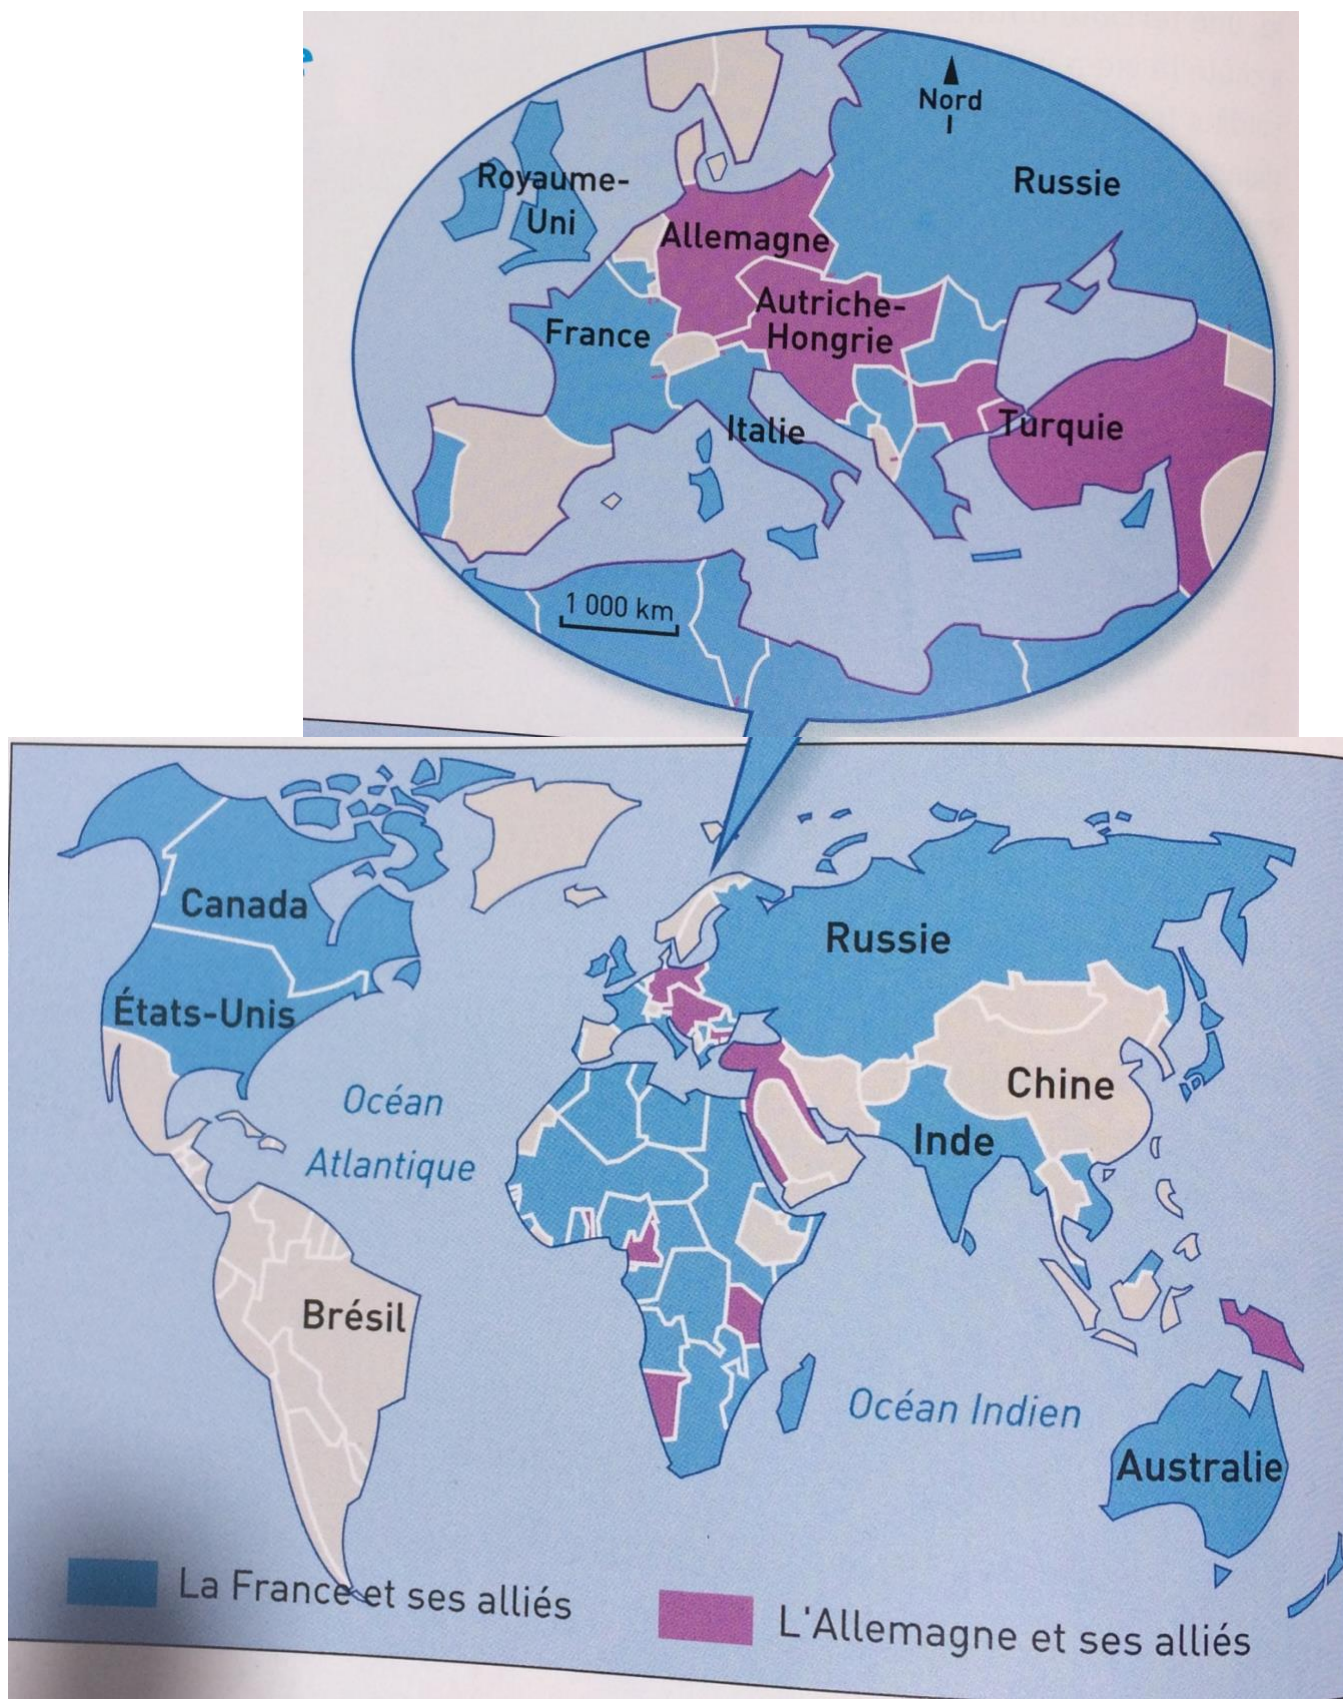 Nord
Royaume-
Uni
Russie
Allemagne
Autriche-
Hongrie
France
Italie
Turquie
1 000 km
Canada
Russie
États-Unis
Chine
Océan
Atlantique
Inde
Brésil
Océan Indien
Australie
La France et ses alliés
L'Allemagne et ses alliés